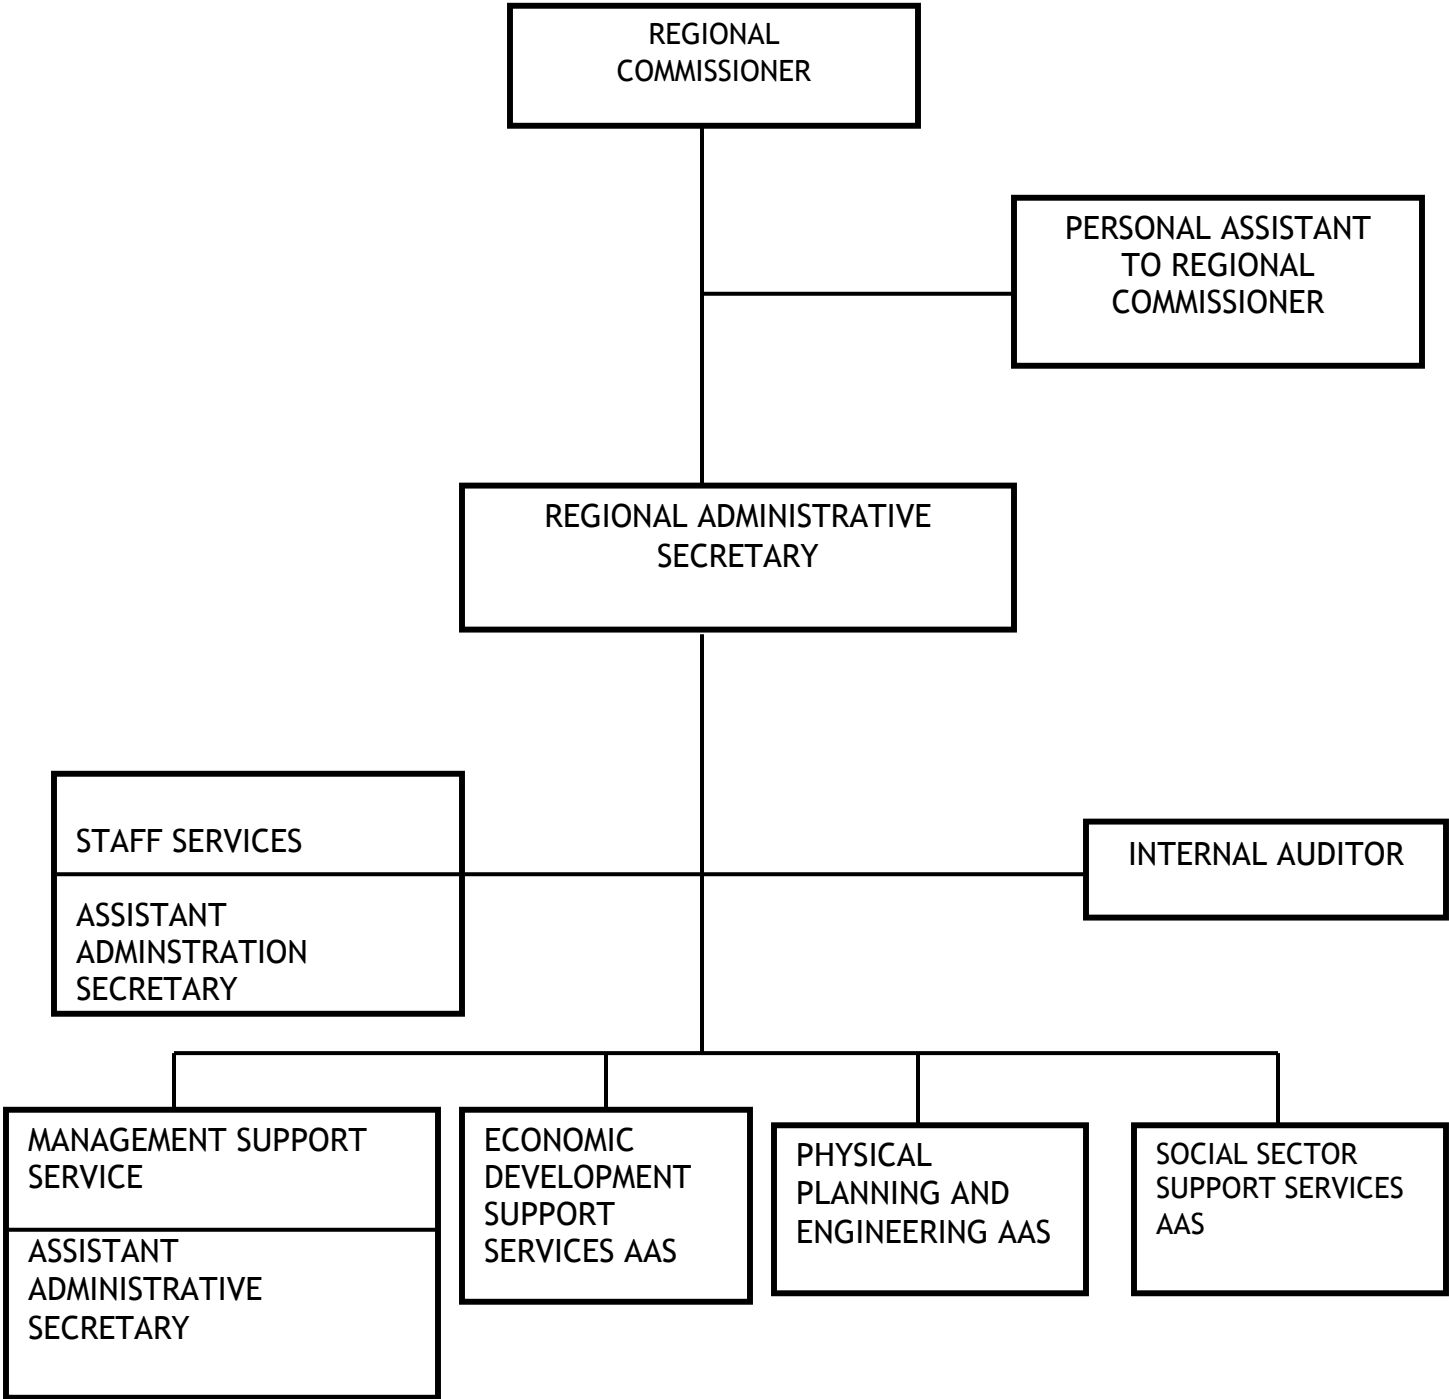 REGIONAL
COMMISSIONER
PERSONAL ASSISTANT
TO REGIONAL
COMMISSIONER
REGIONAL ADMINISTRATIVE
SECRETARY
STAFF SERVICES
ASSISTANT
ADMINSTRATION
SECRETARY
INTERNAL AUDITOR
MANAGEMENT SUPPORT
SERVICE
ASSISTANT
ADMINISTRATIVE
SECRETARY
ECONOMIC
DEVELOPMENT
SUPPORT
SERVICES AAS
PHYSICAL
PLANNING AND
ENGINEERING AAS
SOCIAL SECTOR
SUPPORT SERVICES
AAS